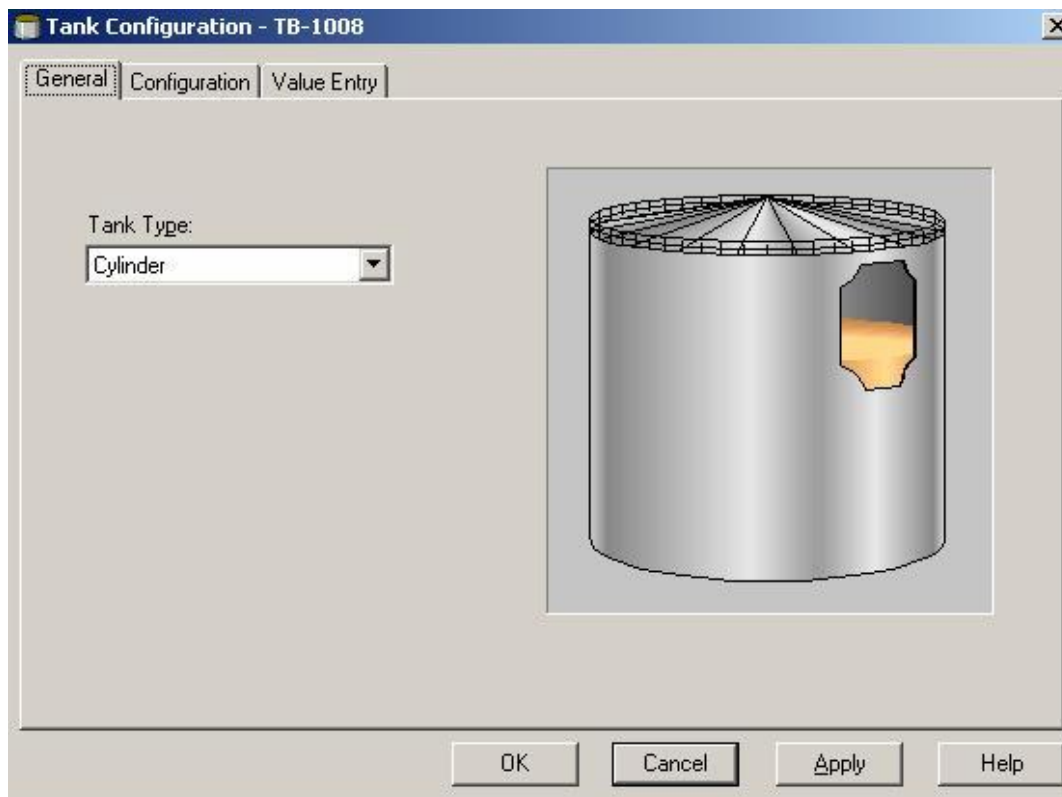 Tank Configuration - TB-1008
General Configuration Value Entry
Tank Type:
Cylinder
OK Cancel Apply Help